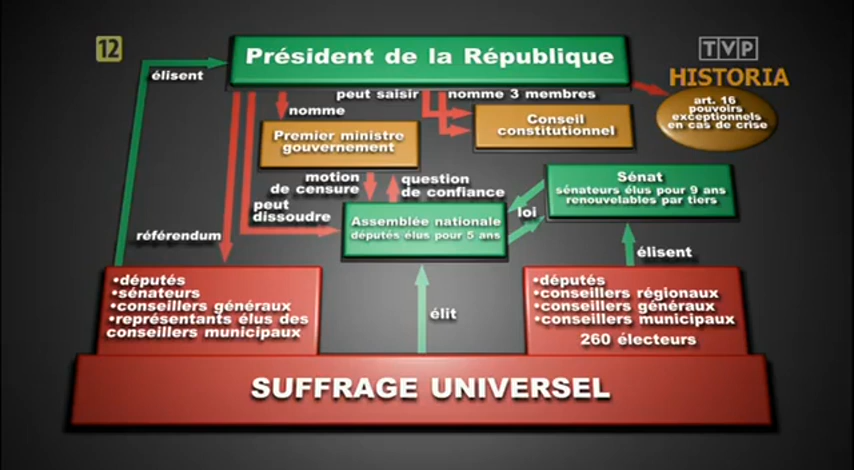 12
TVP
HISTORIA
Président de la République
élisent
peut saisir
nomme 3 membres
nomme
art. 16
pouvoirs
exceptionnels
en cas de crise
Premier ministre
gouvernement
Conseil
constitutionnel
motion
de censure
question
de confiance
Sénat
sénateurs élus pour 9 ans
renouvelables par tiers
peut
dissoudre
loi
Assemblée nationale
députés élus pour 5 ans
référendum
élisent
•députés
•sénateurs
•conseillers généraux
•représentants élus des
conseillers municipaux
élit
•députés
•conseillers régionaux
•conseillers généraux
•conseillers municipaux
260 électeurs
SUFFRAGE UNIVERSEL